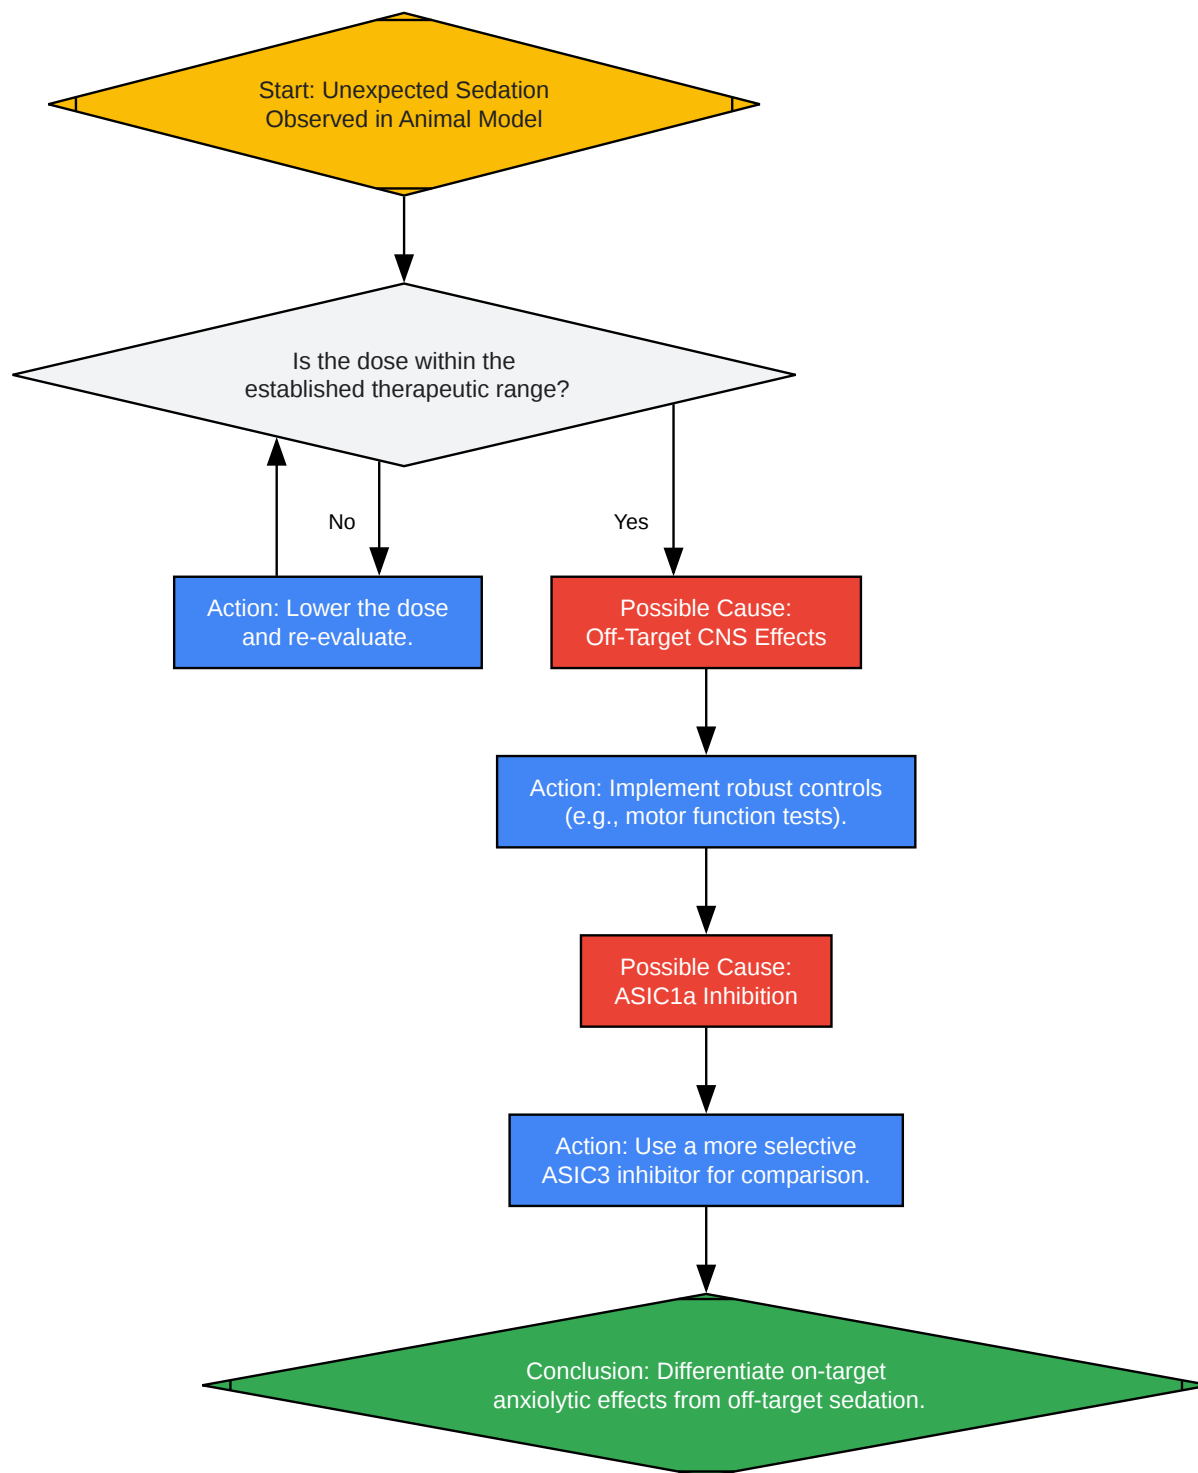 Start: Unexpected Sedation
Observed in Animal Model
Is the dose within the
established therapeutic range?
No
Yes
Action: Lower the dose
and re-evaluate.
Possible Cause:
Off-Target CNS Effects
Action: Implement robust controls
(e.g., motor function tests).
Possible Cause:
ASIC1a Inhibition
Action: Use a more selective
ASIC3 inhibitor for comparison.
Conclusion: Differentiate on-target
anxiolytic effects from off-target sedation.